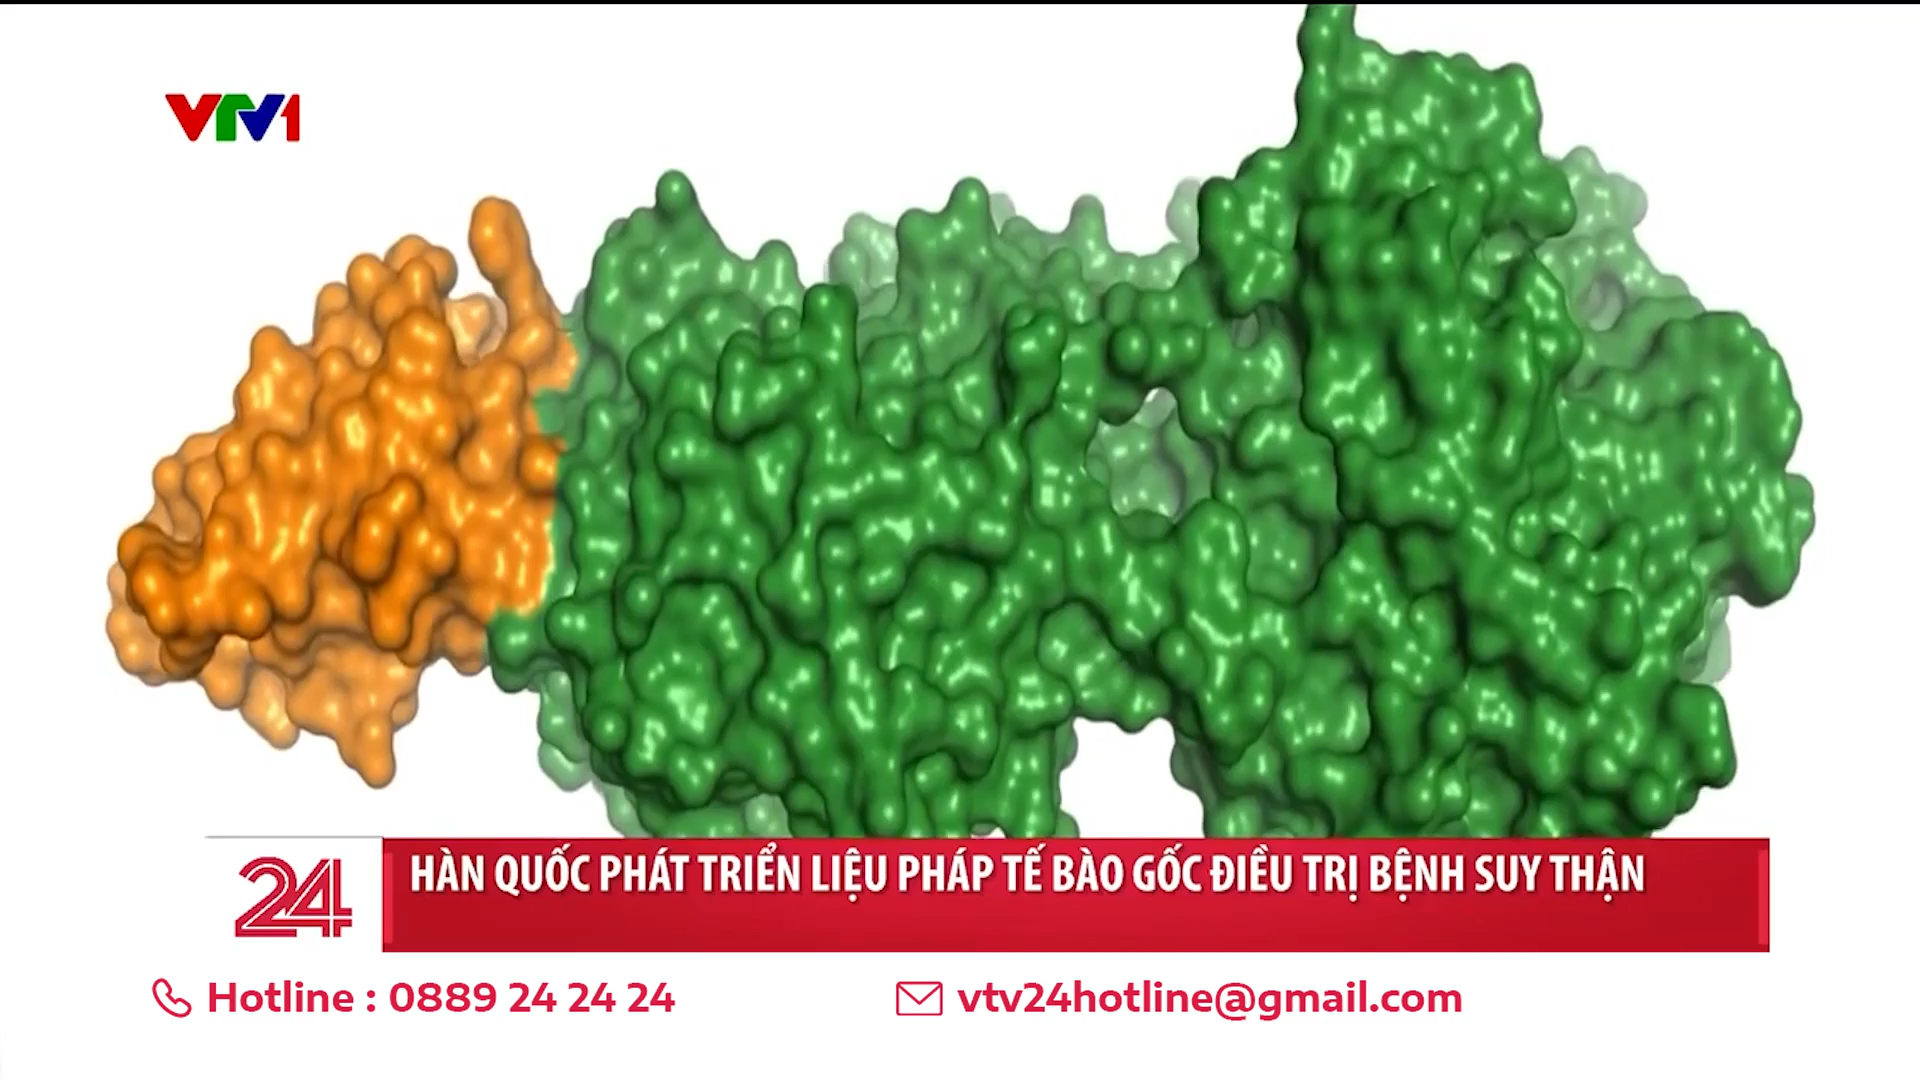 VTV1
24
HÀN QUỐC PHÁT TRIỂN LIỆU PHÁP TẾ BÀO GỐC ĐIỀU TRỊ BỆNH SUY THẬN
Hotline : 0889 24 24 24
vtv24hotline@gmail.com